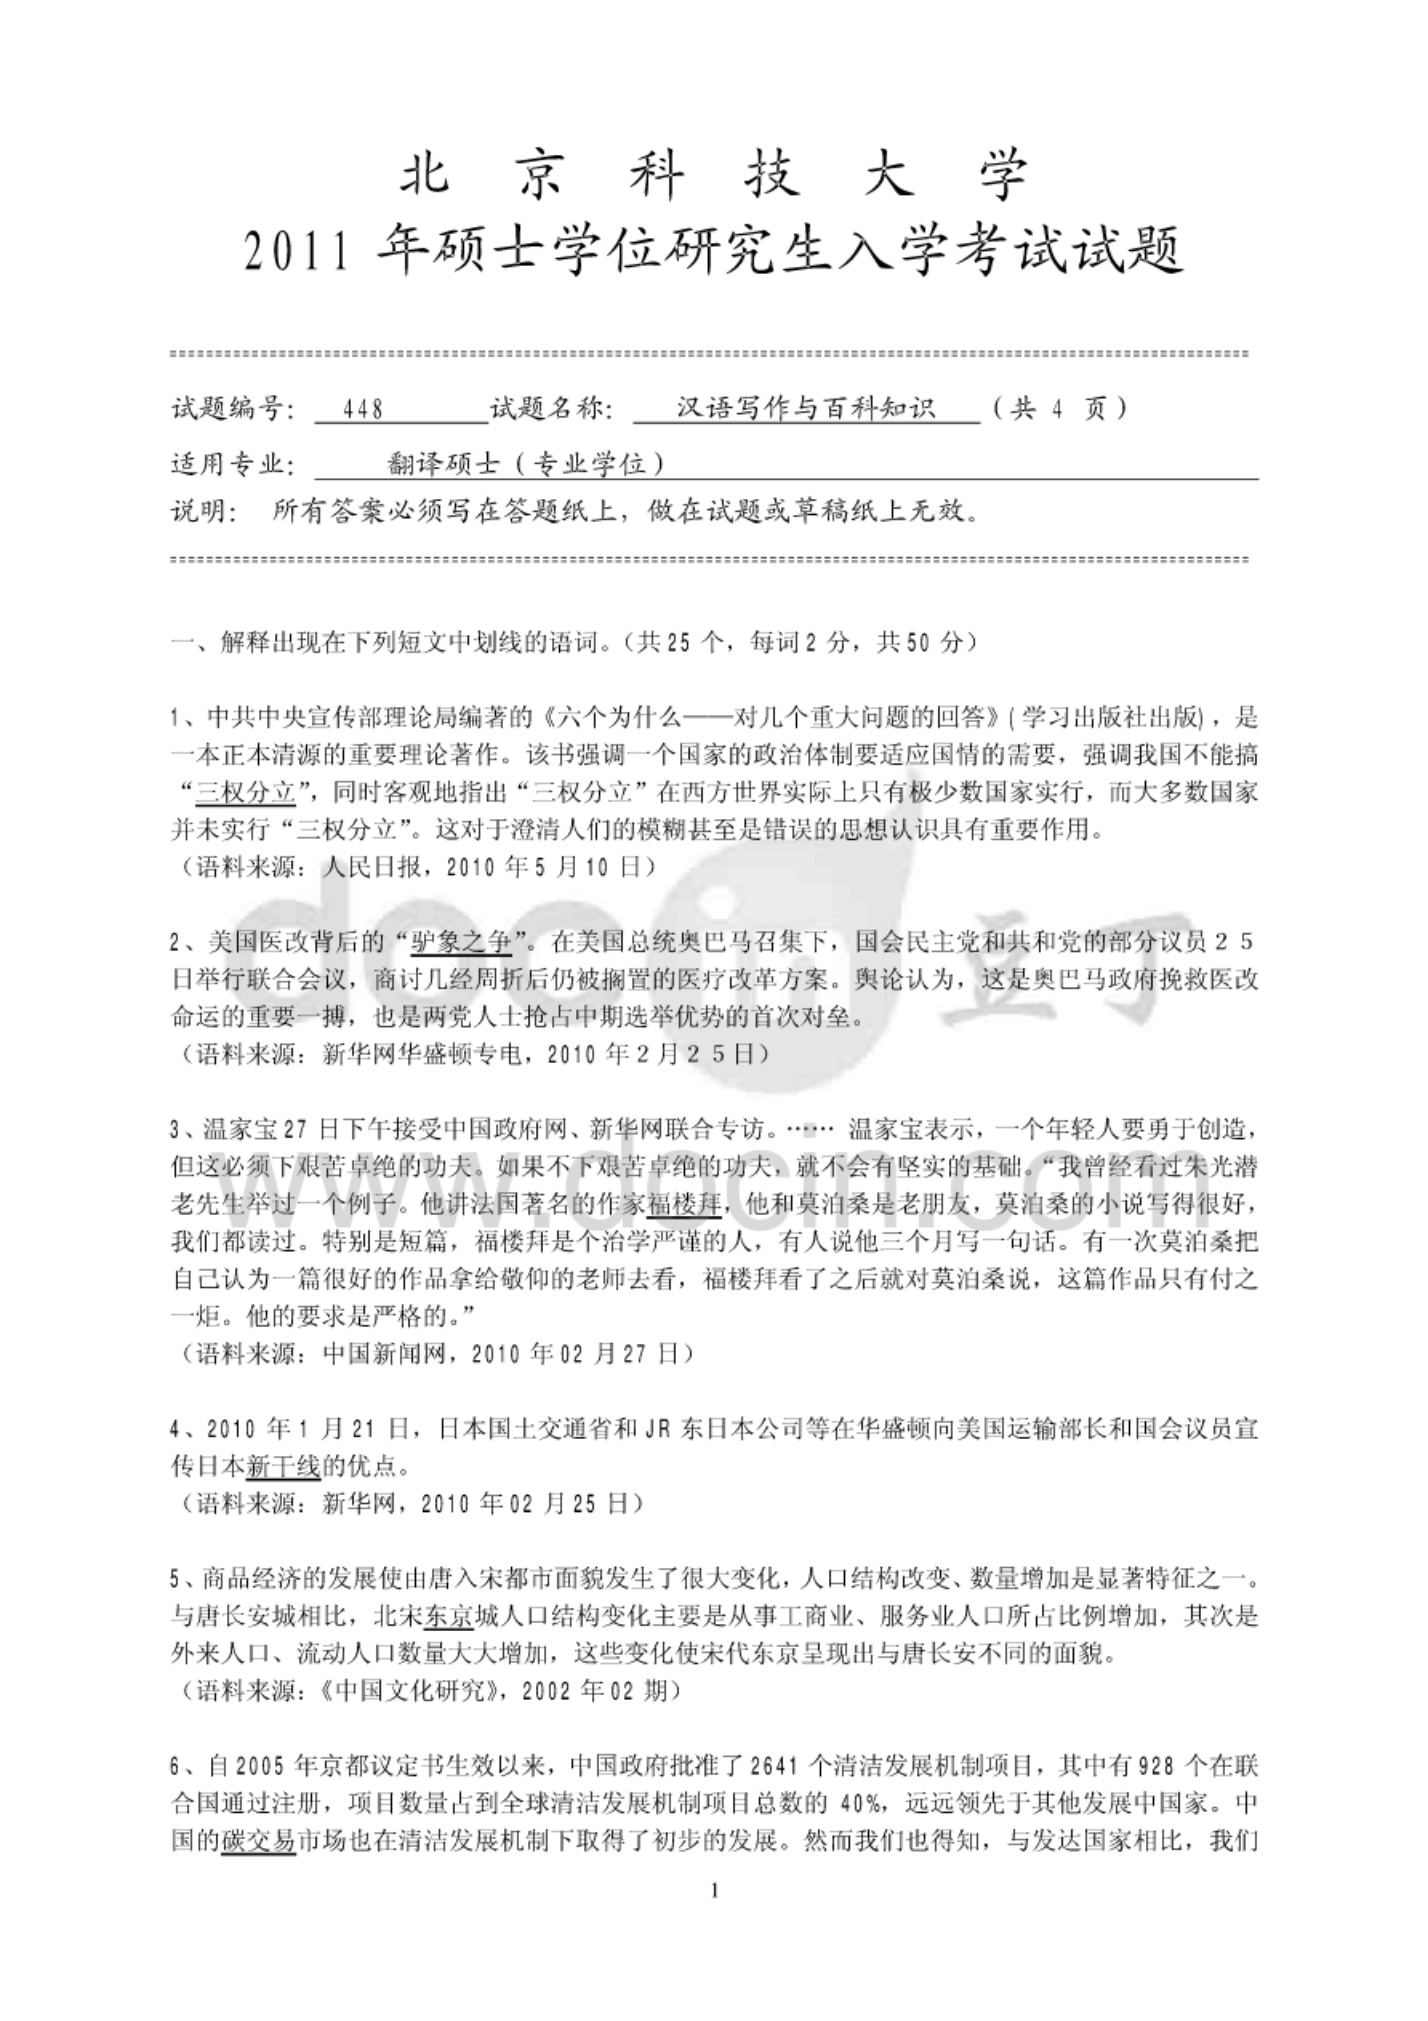 北 京 科 技 大 学
2011 年硕士学位研究生入学考试试题
试题编号： 448 试题名称： 汉语写作与百科知识 （共 4 页）
适用专业： 翻译硕士（专业学位）
说明： 所有答案必须写在答题纸上，做在试题或草稿纸上无效。
一、解释出现在下列短文中划线的语词。（共 25 个，每词 2 分，共 50 分）
1、中共中央宣传部理论局编著的《六个为什么——对几个重大问题的回答》(学习出版社出版)，是
一本正本清源的重要理论著作。该书强调一个国家的政治体制要适应国情的需要，强调我国不能搞
“三权分立”，同时客观地指出“三权分立”在西方世界实际上只有极少数国家实行，而大多数国家
并未实行“三权分立”。这对于澄清人们的模糊甚至是错误的思想认识具有重要作用。
（语料来源：人民日报，2010 年 5 月 10 日）
2、美国医改背后的“驴象之争”。在美国总统奥巴马召集下，国会民主党和共和党的部分议员２５
日举行联合会议，商讨几经周折后仍被搁置的医疗改革方案。舆论认为，这是奥巴马政府挽救医改
命运的重要一搏，也是两党人士抢占中期选举优势的首次对垒。
（语料来源：新华网华盛顿专电，2010 年２月２５日）
3、温家宝 27 日下午接受中国政府网、新华网联合专访。…… 温家宝表示，一个年轻人要勇于创造，
但这必须下艰苦卓绝的功夫。如果不下艰苦卓绝的功夫，就不会有坚实的基础。“我曾经看过朱光潜
老先生举过一个例子。他讲法国著名的作家福楼拜，他和莫泊桑是老朋友，莫泊桑的小说写得很好，
我们都读过。特别是短篇，福楼拜是个治学严谨的人，有人说他三个月写一句话。有一次莫泊桑把
自己认为一篇很好的作品拿给敬仰的老师去看，福楼拜看了之后就对莫泊桑说，这篇作品只有付之
一炬。他的要求是严格的。”
（语料来源：中国新闻网，2010 年 02 月 27 日）
4、2010 年 1 月 21 日，日本国土交通省和 JR 东日本公司等在华盛顿向美国运输部长和国会议员宣
传日本新干线的优点。
（语料来源：新华网，2010 年 02 月 25 日）
5、商品经济的发展使由唐入宋都市面貌发生了很大变化，人口结构改变、数量增加是显著特征之一。
与唐长安城相比，北宋东京城人口结构变化主要是从事工商业、服务业人口所占比例增加，其次是
外来人口、流动人口数量大大增加，这些变化使宋代东京呈现出与唐长安不同的面貌。
（语料来源：《中国文化研究》，2002 年 02 期）
6、自 2005 年京都议定书生效以来，中国政府批准了 2641 个清洁发展机制项目，其中有 928 个在联
合国通过注册，项目数量占到全球清洁发展机制项目总数的 40%，远远领先于其他发展中国家。中
国的碳交易市场也在清洁发展机制下取得了初步的发展。然而我们也得知，与发达国家相比，我们
1
docin 豆丁
www.docin.com